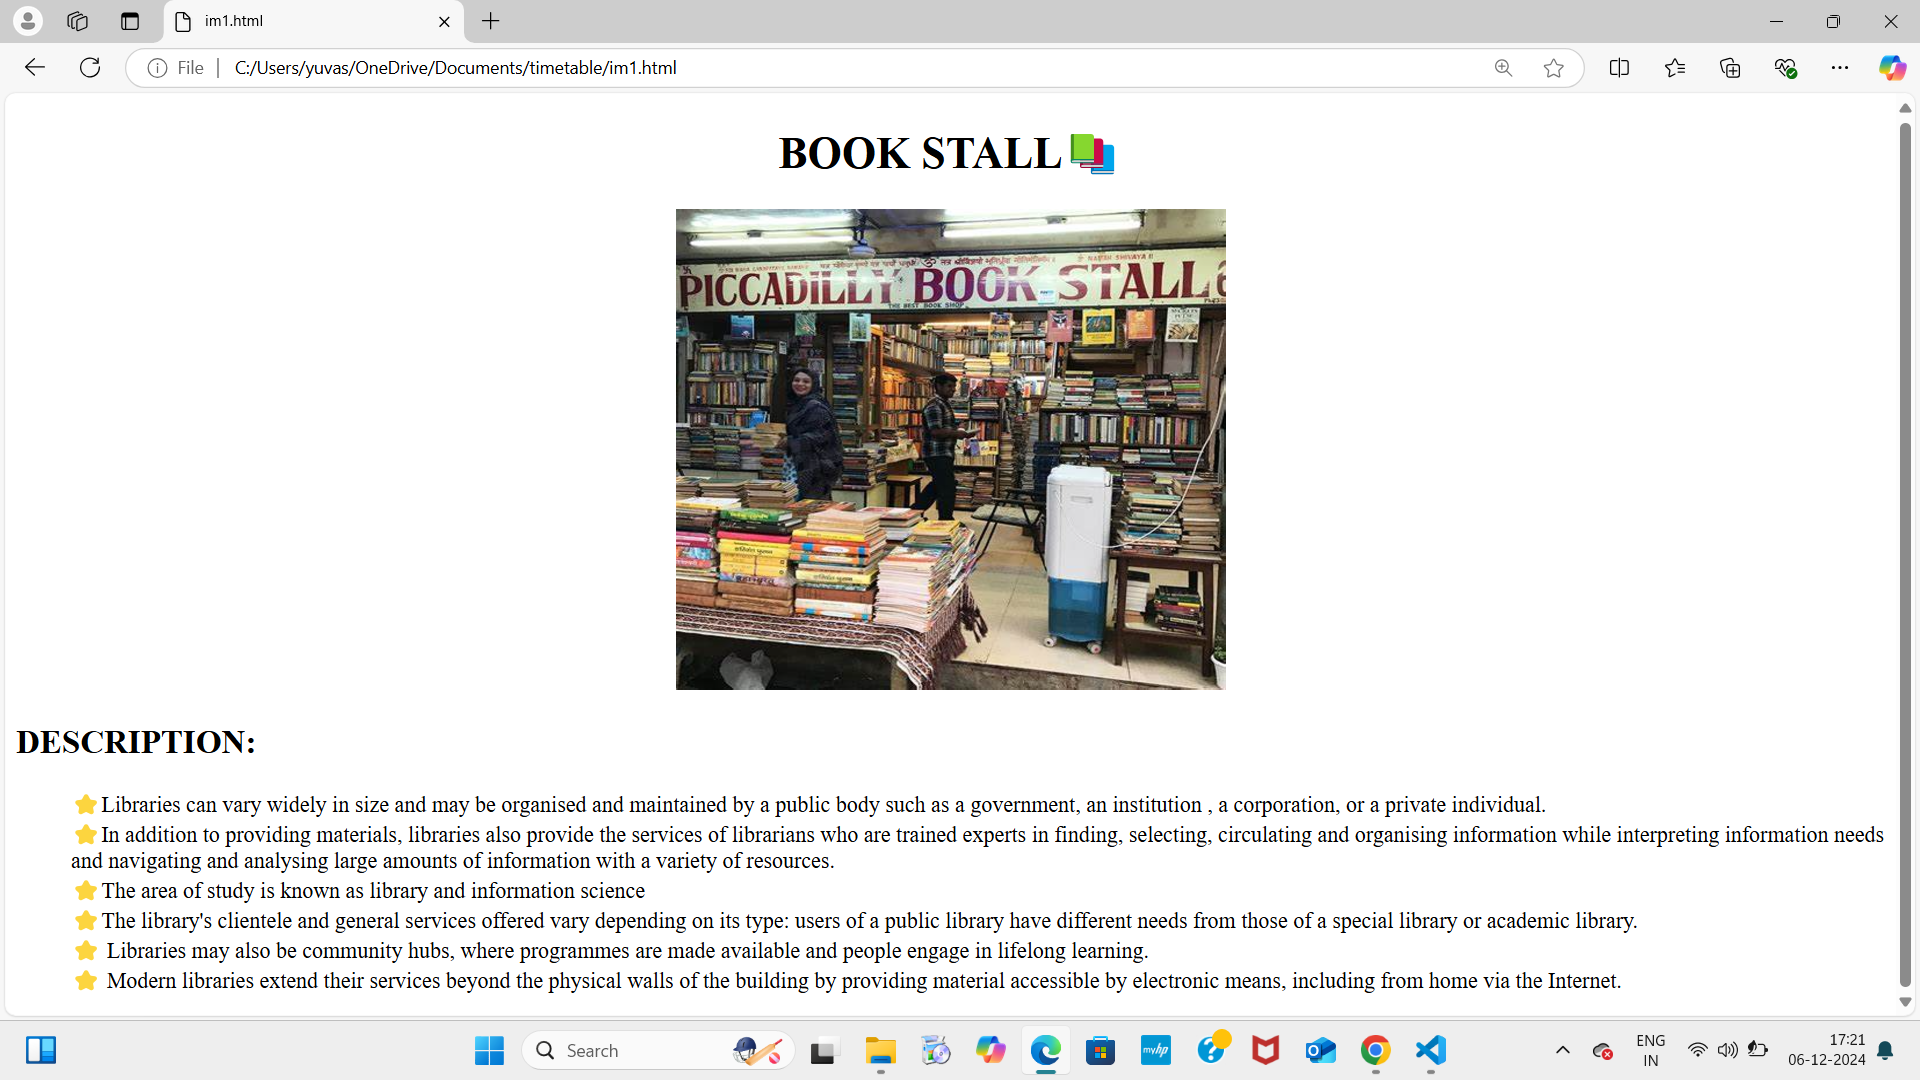 im1.html
File
C:/Users/yuvas/OneDrive/Documents/timetable/im1.html
BOOK STALL
NAMAH SHIVAYA
PICCADILLY BOOK STALL
THE BEST BOOK SHOP
DESCRIPTION:
Libraries can vary widely in size and may be organised and maintained by a public body such as a government, an institution , a corporation, or a private individual.
In addition to providing materials, libraries also provide the services of librarians who are trained experts in finding, selecting, circulating and organising information while interpreting information needs
and navigating and analysing large amounts of information with a variety of resources.
The area of study is known as library and information science
The library's clientele and general services offered vary depending on its type: users of a public library have different needs from those of a special library or academic library.
Libraries may also be community hubs, where programmes are made available and people engage in lifelong learning.
Modern libraries extend their services beyond the physical walls of the building by providing material accessible by electronic means, including from home via the Internet.
Search
myhp
ENG
IN
17:21
06-12-2024